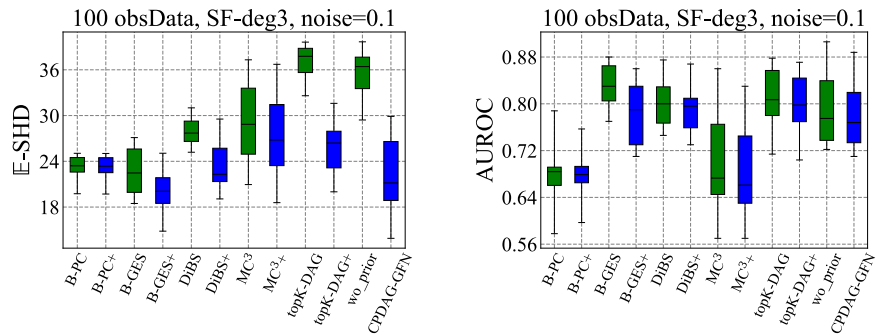 100 obsData, SF-deg3, noise=0.1
𝔼-SHD
36
30
24
18
B-PC
B-PC+
B-GES
B-GES+
DiBS
DiBS+
MC³
MC³+
topK-DAG
topK-DAG+
wo_prior
CPDAG-GFN
100 obsData, SF-deg3, noise=0.1
AUROC
0.88
0.80
0.72
0.64
0.56
B-PC
B-PC+
B-GES
B-GES+
DiBS
DiBS+
MC³
MC³+
topK-DAG
topK-DAG+
wo_prior
CPDAG-GFN